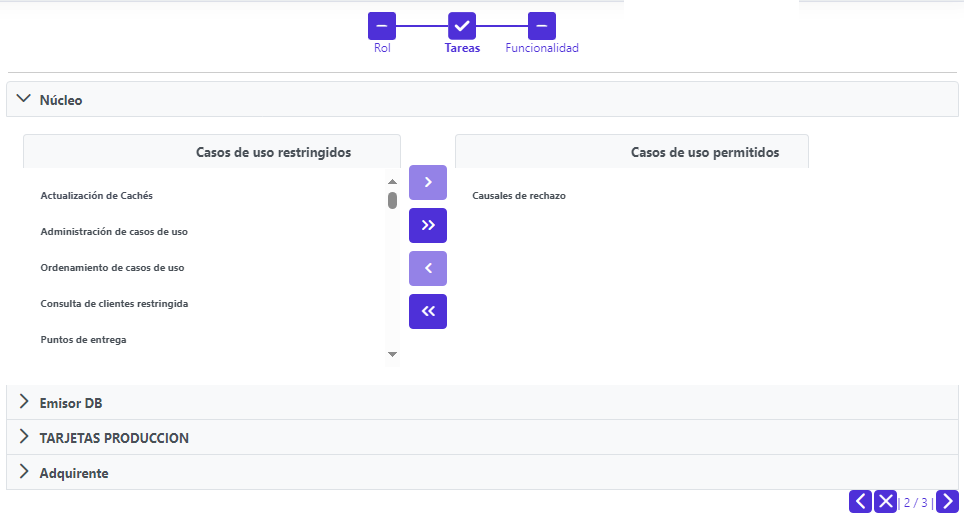 Rol Tareas Funcionalidad
Núcleo
Casos de uso restringidos
Actualización de Cachés
Administración de casos de uso
Ordenamiento de casos de uso
Consulta de clientes restringida
Puntos de entrega
Casos de uso permitidos
Causales de rechazo
Emisor DB
TARJETAS PRODUCCION
Adquirente
| 2 / 3 |